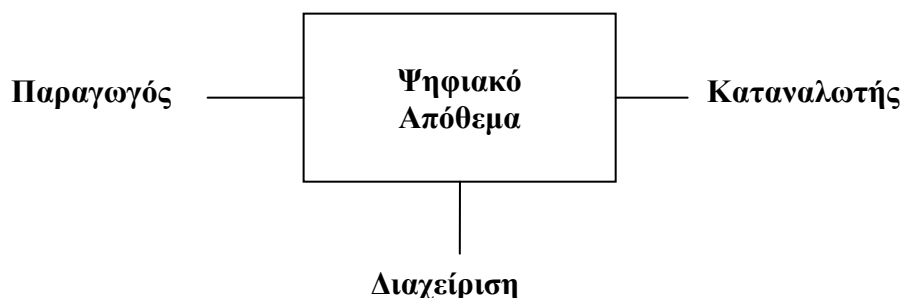 Παραγωγός
Ψηφιακό
Απόθεμα
Καταναλωτής
Διαχείριση